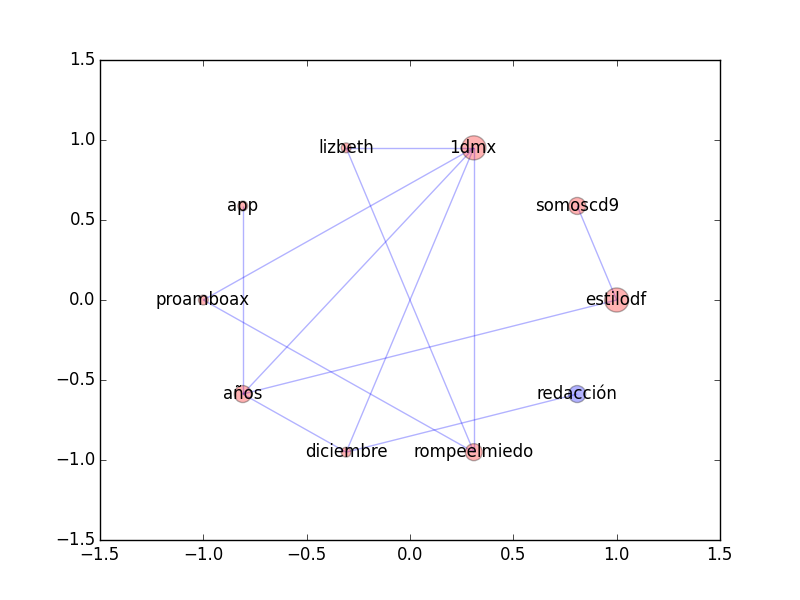 1.5
lizbeth 1dmx
1.0
app somoscd9
0.5
proamboax estilodf
0.0
años redacción
−0.5
diciembre rompeelmiedo
−1.0
−1.5
−1.5 −1.0 −0.5 0.0 0.5 1.0 1.5